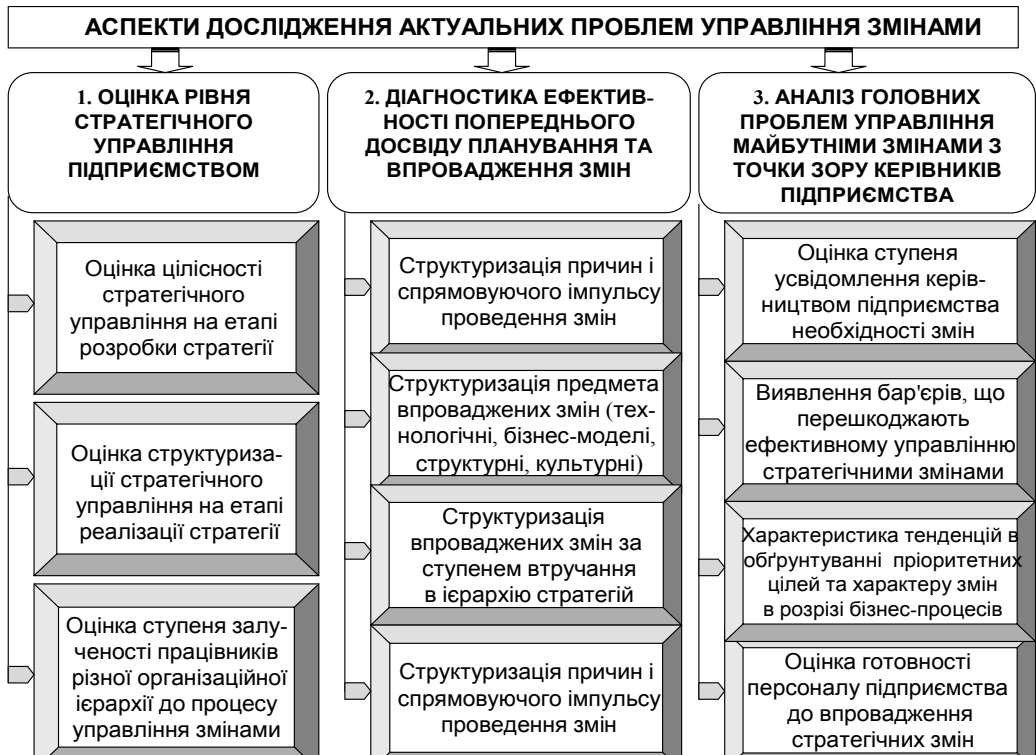 АСПЕКТИ ДОСЛІДЖЕННЯ АКТУАЛЬНИХ ПРОБЛЕМ УПРАВЛІННЯ ЗМІНАМИ
1. ОЦІНКА РІВНЯ
СТРАТЕГІЧНОГО
УПРАВЛІННЯ
ПІДПРИЄМСТВОМ
Оцінка цілісності
стратегічного
управління на етапі
розробки стратегії
Оцінка структуриза-
ції стратегічного
управління на етапі
реалізації стратегії
Оцінка ступеня залу-
ченості працівників
різної організаційної
ієрархії до процесу
управління змінами
2. ДІАГНОСТИКА ЕФЕКТИВ-
НОСТІ ПОПЕРЕДНЬОГО
ДОСВІДУ ПЛАНУВАННЯ ТА
ВПРОВАДЖЕННЯ ЗМІН
Структуризація причин і
спрямовуючого імпульсу
проведення змін
Структуризація предмета
впроваджених змін (тех-
нологічні, бізнес-моделі,
структурні, культурні)
Структуризація
впроваджених змін за
ступенем втручання
в ієрархію стратегій
Структуризація причин і
спрямовуючого імпульсу
проведення змін
3. АНАЛІЗ ГОЛОВНИХ
ПРОБЛЕМ УПРАВЛІННЯ
МАЙБУТНІМИ ЗМІНАМИ З
ТОЧКИ ЗОРУ КЕРІВНИКІВ
ПІДПРИЄМСТВА
Оцінка ступеня
усвідомлення керів-
ництвом підприємства
необхідності змін
Виявлення бар'єрів, що
перешкоджають
ефективному управлінню
стратегічними змінами
Характеристика тенденцій в
обґрунтуванні пріоритетних
цілей та характеру змін
в розрізі бізнес-процесів
Оцінка готовності
персоналу підприємства
до впровадження
стратегічних змін